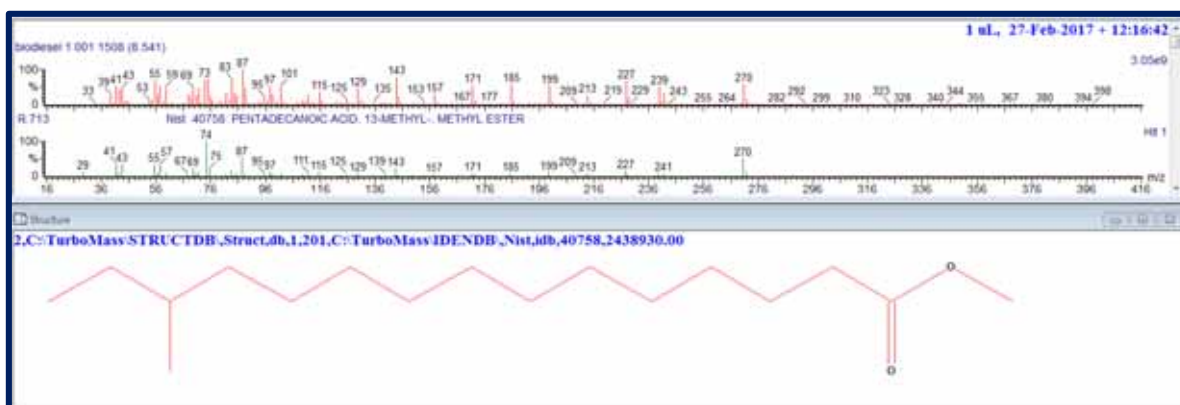 1 uL, 27-Feb-2017 + 12:16:42
biodiesel 1 001 1508 (8.541)
3.05e9
100
%
0
33 39 41 43 53 55 59 69 73 83 87 95 97 101 115 125 129 135 143 153 157 167 171 177 185 199 209 213 219 227 229 239 243 255 264 270 282 292 299 310 323 328 340 344 355 367 380 398
R 713 Nist 40758 PENTADECANOIC ACID, 13-METHYL-, METHYL ESTER
Hit 1
100
%
0
29 41 43 55 57 67 69 74 75 87 95 97 111 115 125 129 139 143 157 171 185 199 209 213 227 241 270
m/z
16 36 56 76 96 116 136 156 176 196 216 236 256 276 296 316 336 356 376 396 416
Structure
2,C:\TurboMass\STRUCTDB\,Struct,db,1,201,C:\TurboMass\IDENDB\,Nist,idb,40758,2438930.00
O
O